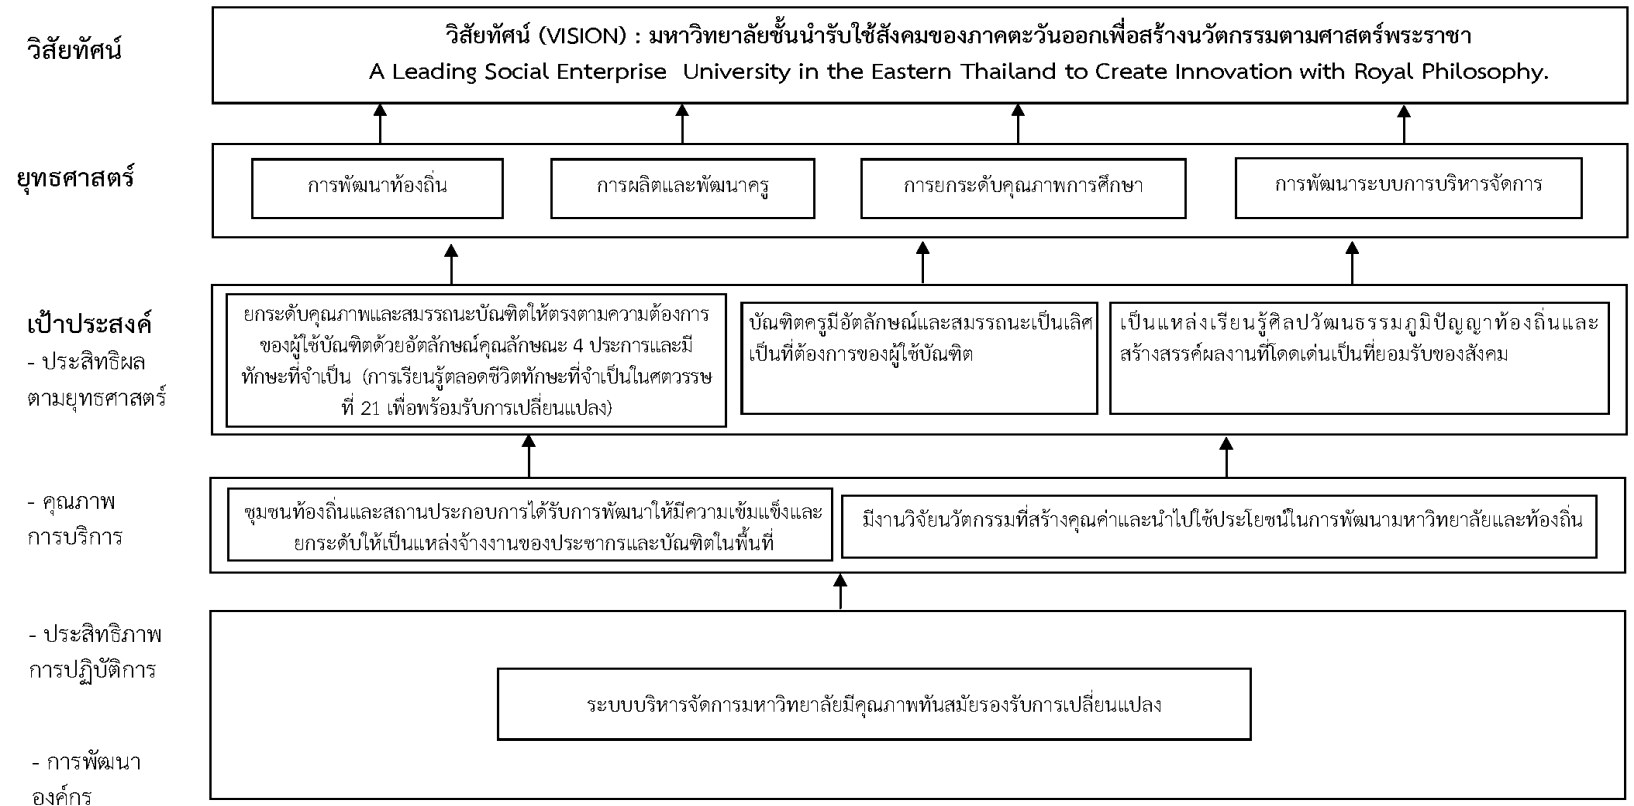 วิสัยทัศน์
วิสัยทัศน์ (VISION) : มหาวิทยาลัยชั้นนำรับใช้สังคมของภาคตะวันออกเพื่อสร้างนวัตกรรมตามศาสตร์พระราชา
A Leading Social Enterprise University in the Eastern Thailand to Create Innovation with Royal Philosophy.
ยุทธศาสตร์
การพัฒนาท้องถิ่น
การผลิตและพัฒนาครู
การยกระดับคุณภาพการศึกษา
การพัฒนาระบบการบริหารจัดการ
เป้าประสงค์
- ประสิทธิผล
ตามยุทธศาสตร์
ยกระดับคุณภาพและสมรรถนะบัณฑิตให้ตรงตามความต้องการ
ของผู้ใช้บัณฑิตด้วยอัตลักษณ์คุณลักษณะ 4 ประการและมี
ทักษะที่จำเป็น (การเรียนรู้ตลอดชีวิตทักษะที่จำเป็นในศตวรรษ
ที่ 21 เพื่อพร้อมรับการเปลี่ยนแปลง)
บัณฑิตครูมีอัตลักษณ์และสมรรถนะเป็นเลิศ
เป็นที่ต้องการของผู้ใช้บัณฑิต
เป็นแหล่งเรียนรู้ศิลปวัฒนธรรมภูมิปัญญาท้องถิ่นและ
สร้างสรรค์ผลงานที่โดดเด่นเป็นที่ยอมรับของสังคม
- คุณภาพ
การบริการ
ชุมชนท้องถิ่นและสถานประกอบการได้รับการพัฒนาให้มีความเข้มแข็งและ
ยกระดับให้เป็นแหล่งจ้างงานของประชากรและบัณฑิตในพื้นที่
มีงานวิจัยนวัตกรรมที่สร้างคุณค่าและนำไปใช้ประโยชน์ในการพัฒนามหาวิทยาลัยและท้องถิ่น
- ประสิทธิภาพ
การปฏิบัติการ
ระบบบริหารจัดการมหาวิทยาลัยมีคุณภาพทันสมัยรองรับการเปลี่ยนแปลง
- การพัฒนา
องค์กร